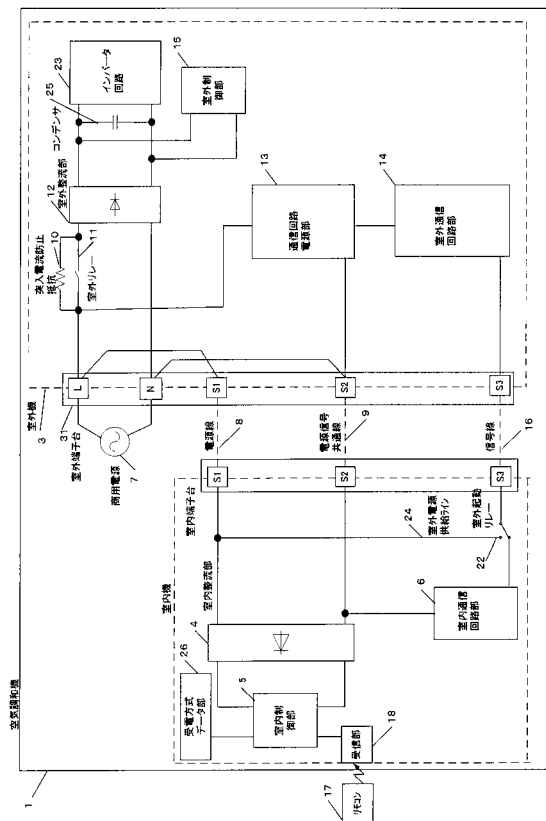 空気調和機
1
室外機
3
31
室外端子台
商用電源
7
L
N
S1
S2
S3
突入電流防止
抵抗
10
11
室外リレー
12
室外整流部
コンデンサ
25
23
インバータ
回路
15
室外制
御部
13
通信回路
電源部
14
室外通信
回路部
電源線
8
電源信号
共通線
9
信号線
16
室内機
室内端子台
S1
S2
S3
室内整流部
4
24
室外電源
供給ライン
室外起動
リレー
22
6
室内通信
回路部
26
受電方式
データ部
5
室内制
御部
18
受信部
17
リモコン